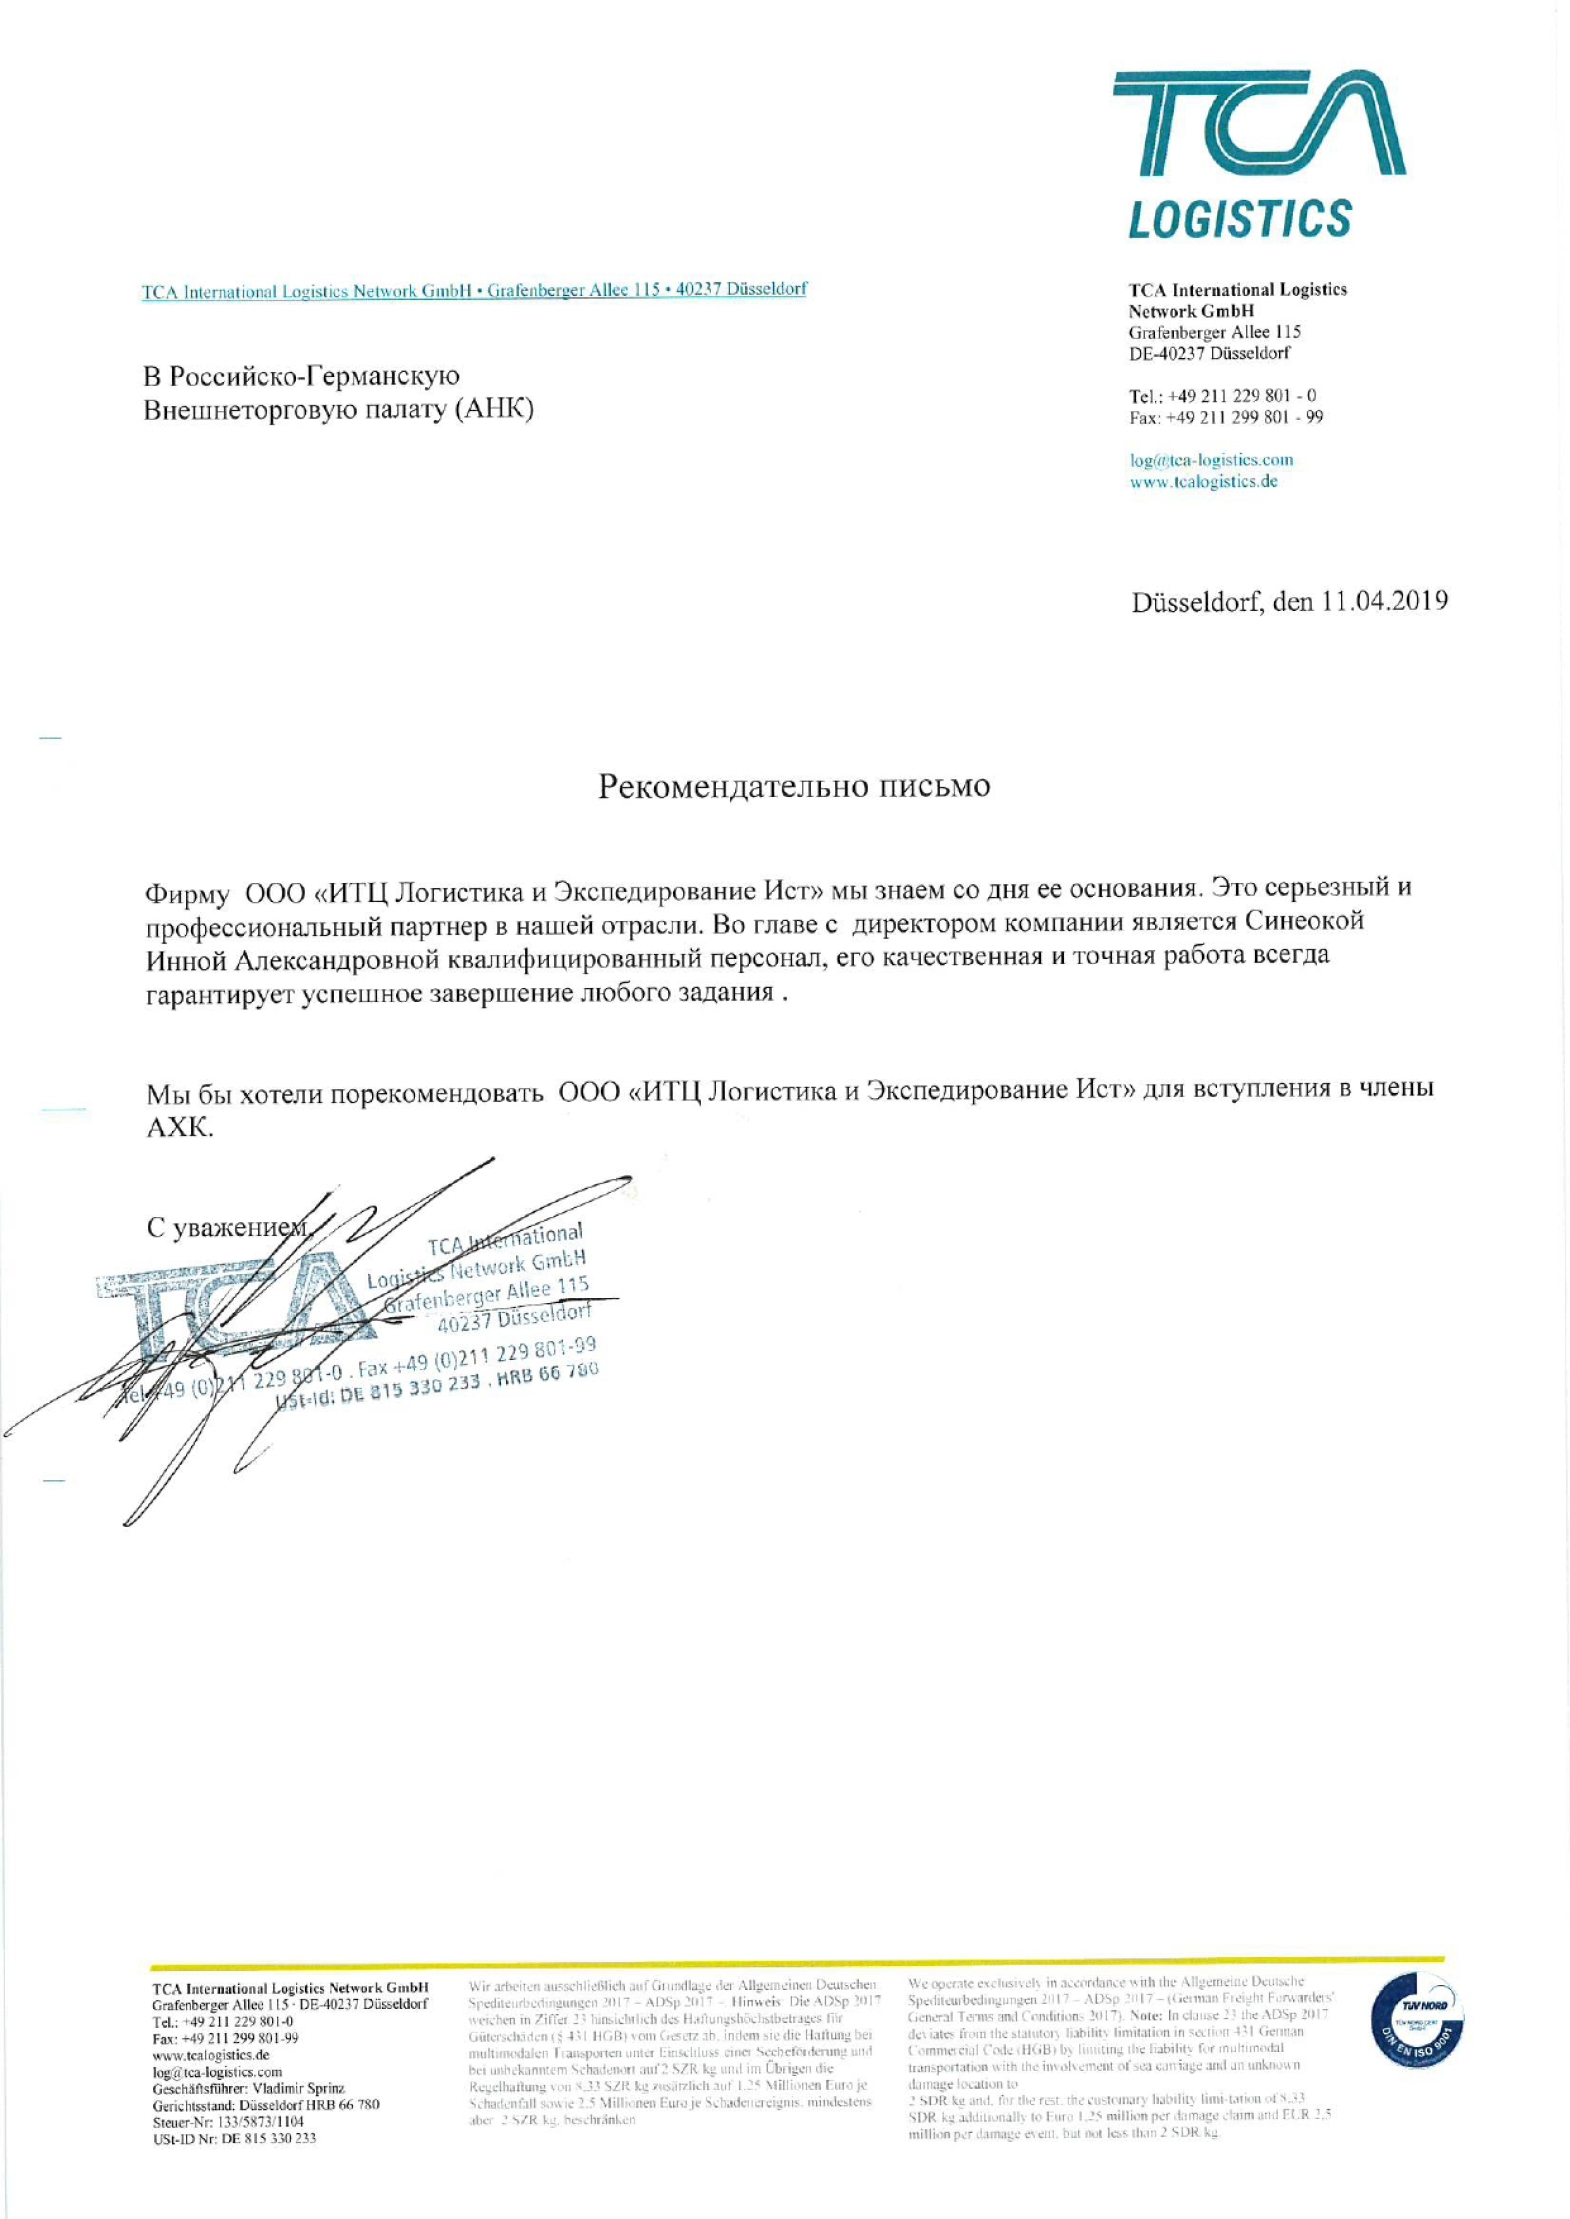 TCA
LOGISTICS
TCA International Logistics Network GmbH • Grafenberger Allee 115 • 40237 Düsseldorf
TCA International Logistics
Network GmbH
Grafenberger Allee 115
DE-40237 Düsseldorf
Tel.: +49 211 229 801 - 0
Fax: +49 211 299 801 - 99
log@tca-logistics.com
www.tcalogistics.de
В Российско-Германскую
Внешнеторговую палату (АНК)
Düsseldorf, den 11.04.2019
Рекомендательно письмо
Фирму ООО «ИТЦ Логистика и Экспедирование Ист» мы знаем со дня ее основания. Это серьезный и
профессиональный партнер в нашей отрасли. Во главе с директором компании является Синеокой
Инной Александровной квалифицированный персонал, его качественная и точная работа всегда
гарантирует успешное завершение любого задания .
Мы бы хотели порекомендовать ООО «ИТЦ Логистика и Экспедирование Ист» для вступления в члены
АХК.
С уважением,
TCA
TCA International
Logistics Network GmbH
Grafenberger Allee 115
40237 Düsseldorf
Tel +49 (0)211 229 801-0 . Fax +49 (0)211 229 801-99
USt-Id: DE 815 330 233 . HRB 66 780
TCA International Logistics Network GmbH
Grafenberger Allee 115 · DE-40237 Düsseldorf
Tel.: +49 211 229 801-0
Fax: +49 211 299 801-99
www.tcalogistics.de
log@tca-logistics.com
Geschäftsführer: Vladimir Sprinz
Gerichtsstand: Düsseldorf HRB 66 780
Steuer-Nr: 133/5873/1104
USt-ID Nr: DE 815 330 233
Wir arbeiten ausschließlich auf Grundlage der Allgemeinen Deutschen
Spediteurbedingungen 2017 – ADSp 2017 – Hinweis: Die ADSp 2017
weichen in Ziffer 23 hinsichtlich des Haftungshöchstbetrages für
Güterschäden (§ 431 HGB) vom Gesetz ab, indem sie die Haftung bei
multimodalen Transporten unter Einschluss einer Seebeförderung und
bei unbekanntem Schadenort auf 2 SZR kg und im Übrigen die
Regelhaftung von 8,33 SZR kg zusätzlich auf 1,25 Millionen Euro je
Schadenfall sowie 2,5 Millionen Euro je Schadenereignis, mindestens
aber 2 SZR kg, beschränken
We operate exclusively in accordance with the Allgemeine Deutsche
Spediteurbedingungen 2017 – ADSp 2017 – (German Freight Forwarders'
General Terms and Conditions 2017). Note: In clause 23 the ADSp 2017
deviates from the statutory liability limitation in section 431 German
Commercial Code (HGB) by limiting the liability for multimodal
transportation with the involvement of sea carriage and an unknown
damage location to
2 SDR kg and, for the rest, the customary liability limi-tation of 8,33
SDR kg additionally to Euro 1,25 million per damage claim and EUR 2,5
million per damage event, but not less than 2 SDR kg.
TÜV NORD
TÜV NORD CERT
GmbH
DIN EN ISO 9001